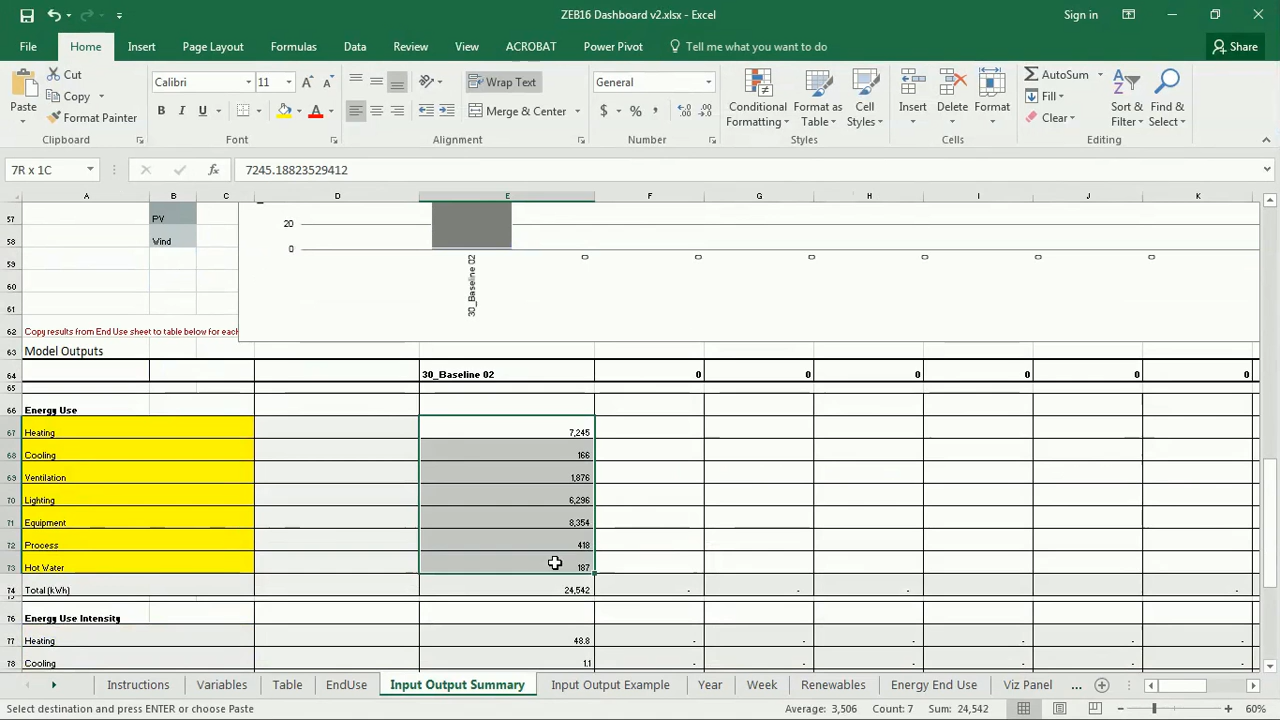 ZEB16 Dashboard v2.xlsx - Excel
Sign in
File Home Insert Page Layout Formulas Data Review View ACROBAT Power Pivot Tell me what you want to do Share
Paste
Cut
Copy
Format Painter
Clipboard
Calibri 11
B I U
Font
Wrap Text
Merge & Center
Alignment
General
$ % ,
Number
Conditional Formatting
Format as Table
Cell Styles
Styles
Insert
Delete
Format
Cells
AutoSum
Fill
Clear
Sort & Filter
Find & Select
Editing
7R x 1C fx 7245.18823529412
A B C D E F G H I J K
57 PV 20
58 Wind 0
30_Baseline 02 0 0 0 0 0 0
59
60
61
62 Copy results from End Use sheet to table below for each
63 Model Outputs
64 30_Baseline 02 0 0 0 0 0 0
65
66 Energy Use
67 Heating 7,245
68 Cooling 166
69 Ventilation 1,876
70 Lighting 6,296
71 Equipment 8,354
72 Process 418
73 Hot Water 187
74 Total (kWh) 24,542 - - - - - -
76 Energy Use Intensity
77 Heating 48.8 - - - - - -
78 Cooling 1.1 - - - - - -
Instructions Variables Table EndUse Input Output Summary Input Output Example Year Week Renewables Energy End Use Viz Panel ...
Select destination and press ENTER or choose Paste Average: 3,506 Count: 7 Sum: 24,542 60%